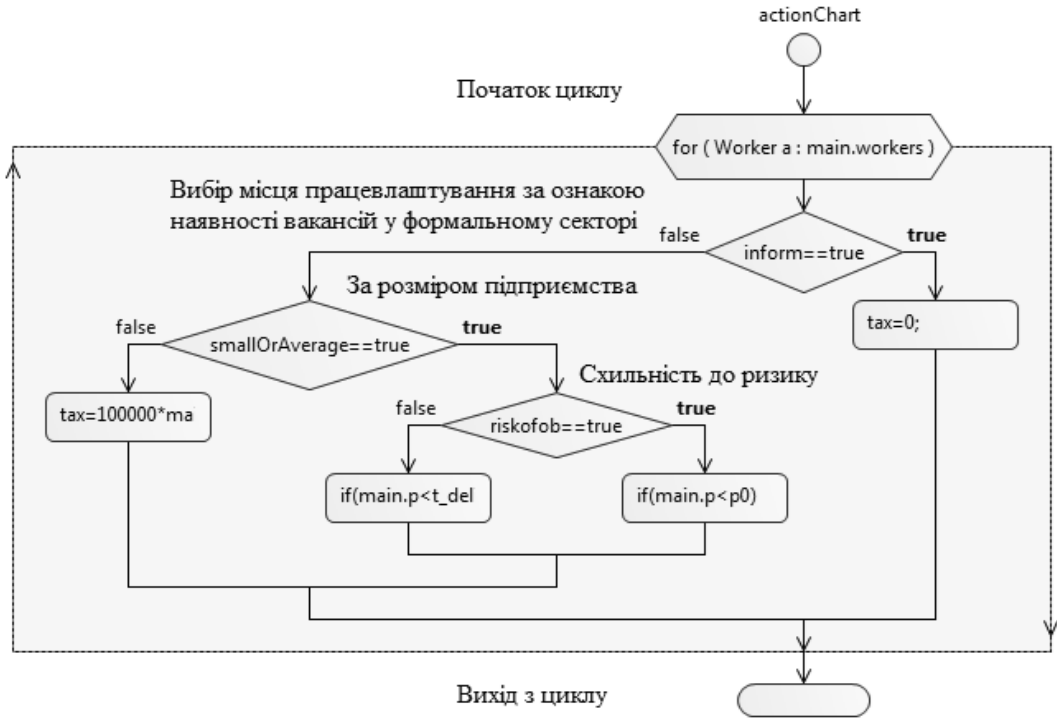 actionChart
Початок циклу
for ( Worker a : main.workers )
Вибір місця працевлаштування за ознакою
наявності вакансій у формальному секторі
false
true
inform==true
За розміром підприємства
tax=0;
false
true
smallOrAverage==true
Схильність до ризику
tax=100000*ma
false
true
riskofob==true
if(main.p<t_del
if(main.p<p0)
Вихід з циклу